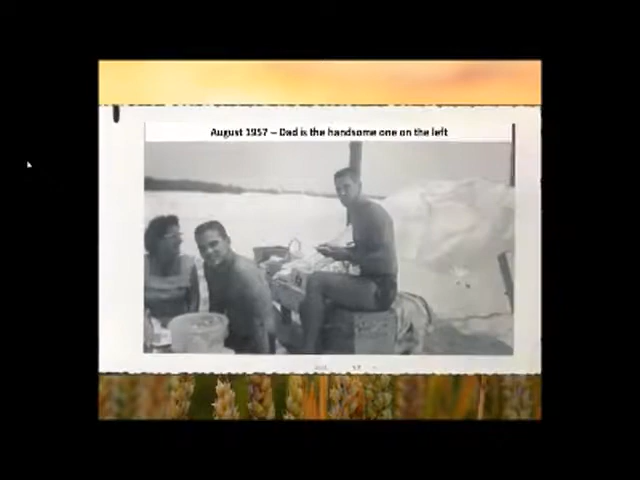 August 1957 – Dad is the handsome one on the left